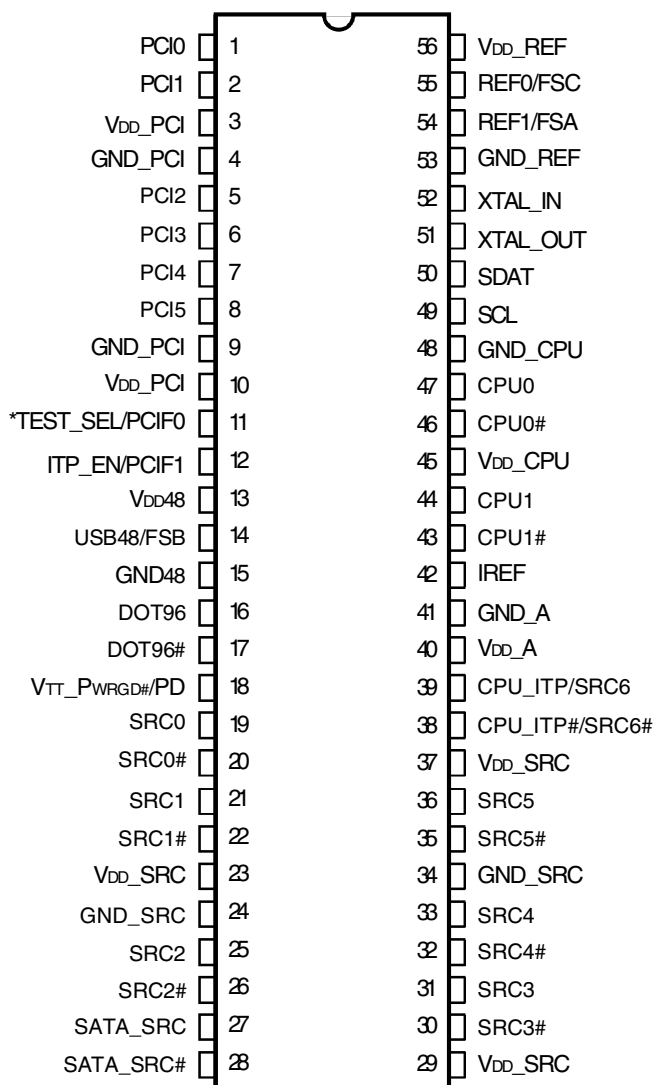 PCI0 1 56 VDD_REF
PCI1 2 55 REF0/FSC
VDD_PCI 3 54 REF1/FSA
GND_PCI 4 53 GND_REF
PCI2 5 52 XTAL_IN
PCI3 6 51 XTAL_OUT
PCI4 7 50 SDAT
PCI5 8 49 SCL
GND_PCI 9 48 GND_CPU
VDD_PCI 10 47 CPU0
*TEST_SEL/PCIF0 11 46 CPU0#
ITP_EN/PCIF1 12 45 VDD_CPU
VDD48 13 44 CPU1
USB48/FSB 14 43 CPU1#
GND48 15 42 IREF
DOT96 16 41 GND_A
DOT96# 17 40 VDD_A
VTT_PWRGD#/PD 18 39 CPU_ITP/SRC6
SRC0 19 38 CPU_ITP#/SRC6#
SRC0# 20 37 VDD_SRC
SRC1 21 36 SRC5
SRC1# 22 35 SRC5#
VDD_SRC 23 34 GND_SRC
GND_SRC 24 33 SRC4
SRC2 25 32 SRC4#
SRC2# 26 31 SRC3
SATA_SRC 27 30 SRC3#
SATA_SRC# 28 29 VDD_SRC